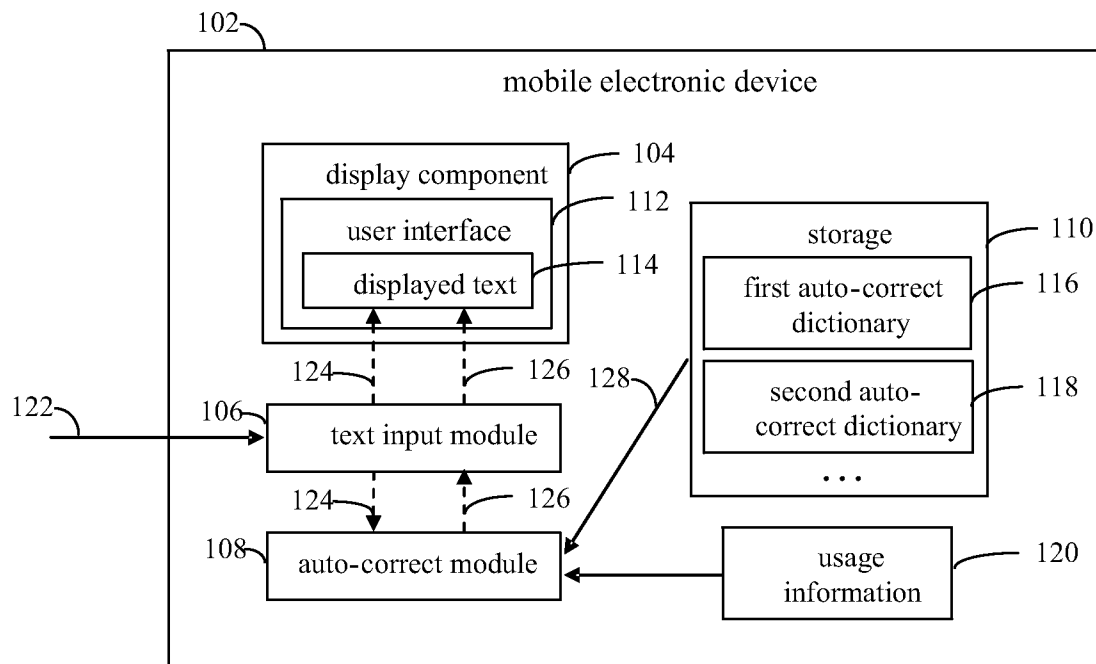 102
mobile electronic device
104
display component
112
user interface
114
displayed text
110
storage
116
first auto-correct
dictionary
118
second auto-
correct dictionary
...
124
126
128
122
106
text input module
124
126
108
auto-correct module
120
usage
information